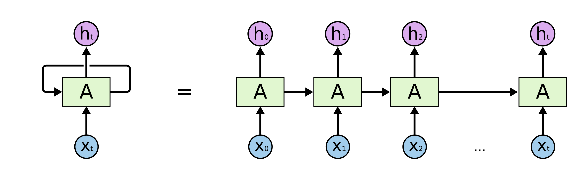 hₜ h₀ h₁ h₂ hₜ
A = A A A A
xₜ x₀ x₁ x₂ ... xₜ